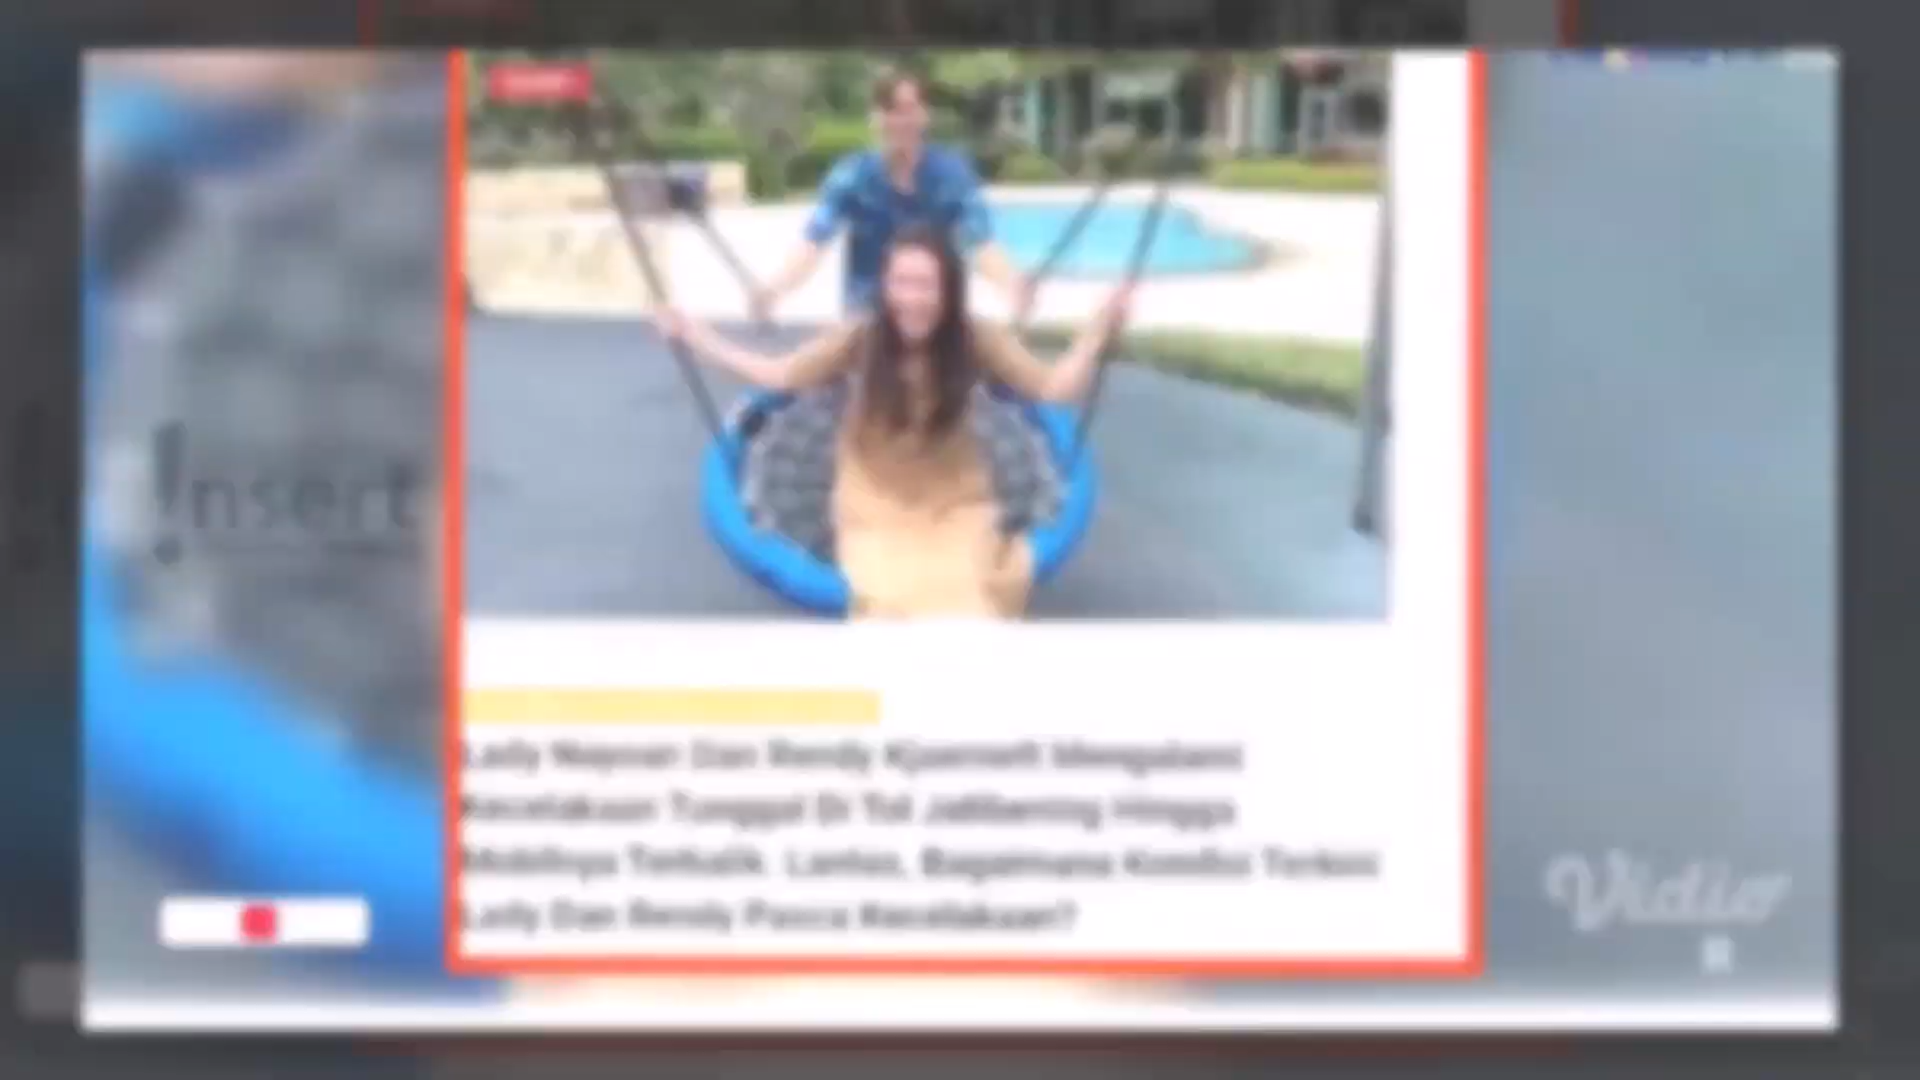 Insert
Lady Nayoan Dan Rendy Kjaernett Mengalami
Kecelakaan Tunggal Di Tol Jatibening Hingga
Mobilnya Terbalik. Lantas, Bagaimana Kondisi Terkini
Lady Dan Rendy Pasca Kecelakaan?
Vidio